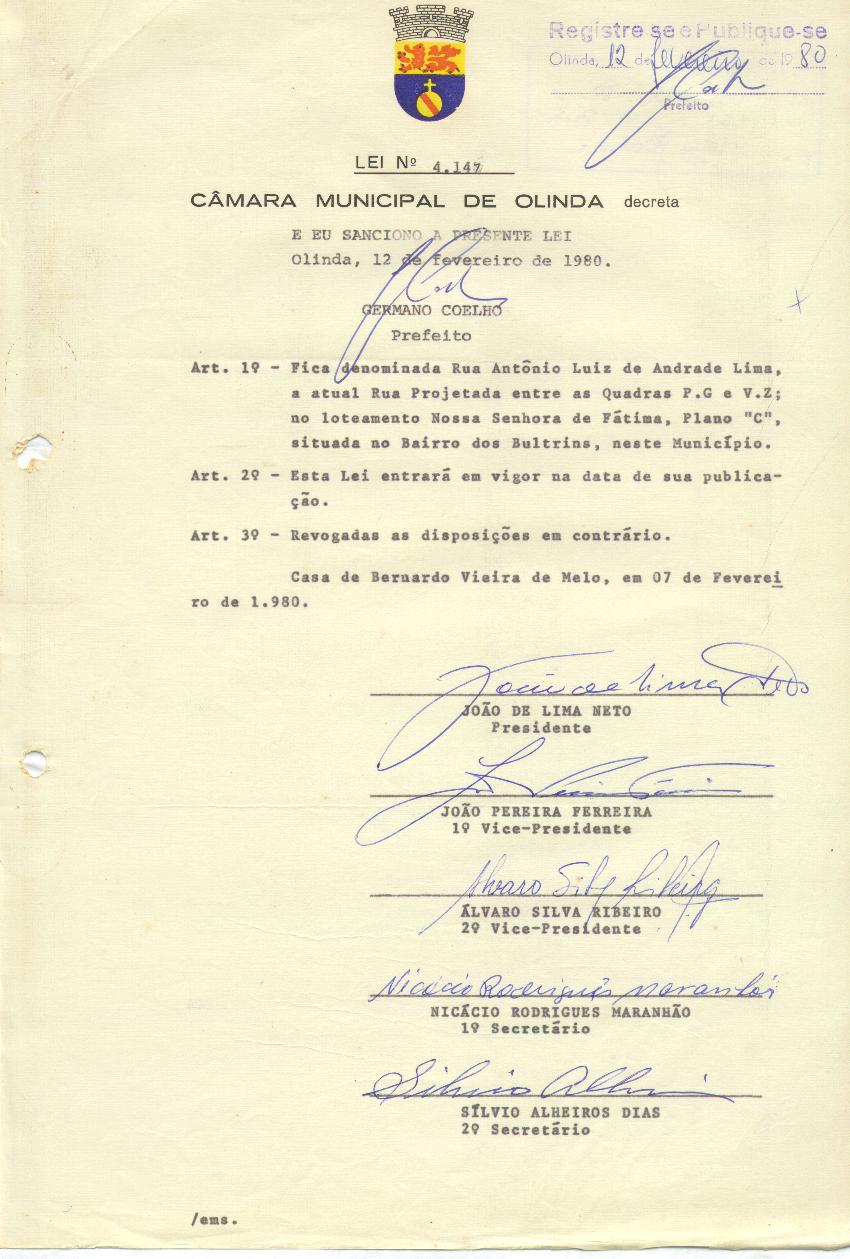 Registre se e Publique-se
Olinda, 12 de fevereiro de 1980
Prefeito
LEI Nº 4.147
CÂMARA MUNICIPAL DE OLINDA decreta
E EU SANCIONO A PRESENTE LEI
Olinda, 12 de fevereiro de 1980.
GERMANO COELHO
Prefeito
Art. 1º - Fica denominada Rua Antônio Luiz de Andrade Lima,
a atual Rua Projetada entre as Quadras P.G e V.Z;
no loteamento Nossa Senhora de Fátima, Plano "C",
situada no Bairro dos Bultrins, neste Município.
Art. 2º - Esta Lei entrará em vigor na data de sua publica-
ção.
Art. 3º - Revogadas as disposições em contrário.
Casa de Bernardo Vieira de Melo, em 07 de Feverei
ro de 1.980.
João de Lima Neto
JOÃO DE LIMA NETO
Presidente
JOÃO PEREIRA FERREIRA
1º Vice-Presidente
Alvaro Silva Ribeiro
ÁLVARO SILVA RIBEIRO
2º Vice-Presidente
Nicácio Rodrigues Maranhão
NICÁCIO RODRIGUES MARANHÃO
1º Secretário
SÍLVIO ALHEIROS DIAS
2º Secretário
/ems.